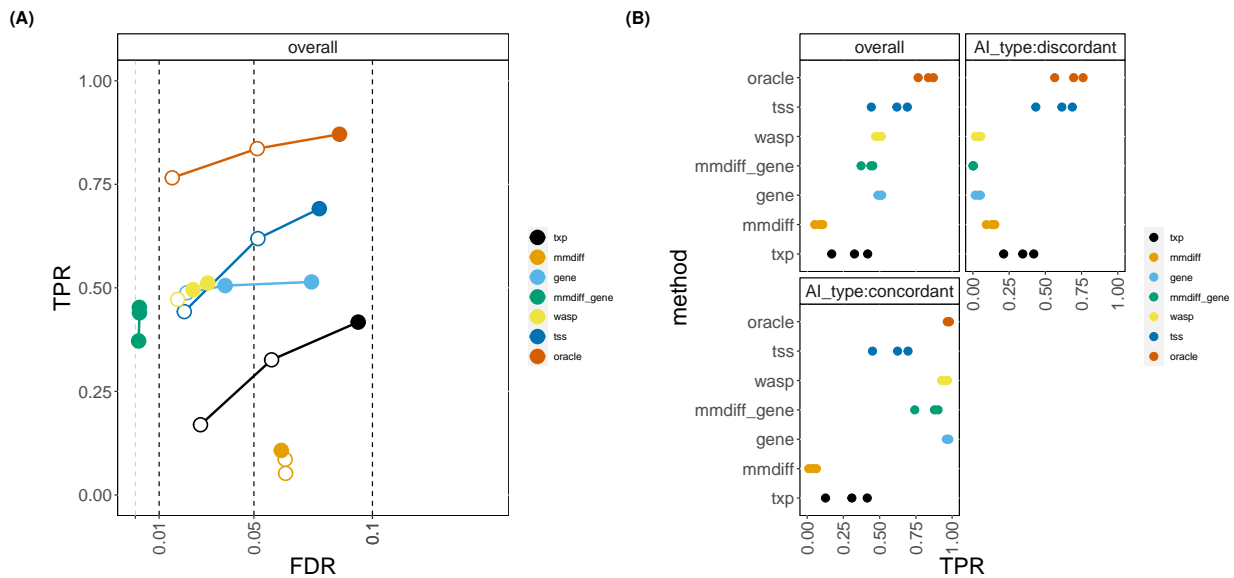 (A)
overall
1.00
0.75
0.50
0.25
0.00
TPR
0.01
0.05
0.1
FDR
txp
mmdiff
gene
mmdiff_gene
wasp
tss
oracle
(B)
overall
AI_type:discordant
oracle
tss
wasp
mmdiff_gene
gene
mmdiff
txp
0.00
0.25
0.50
0.75
1.00
AI_type:concordant
oracle
tss
wasp
mmdiff_gene
gene
mmdiff
txp
0.00
0.25
0.50
0.75
1.00
method
TPR
txp
mmdiff
gene
mmdiff_gene
wasp
tss
oracle